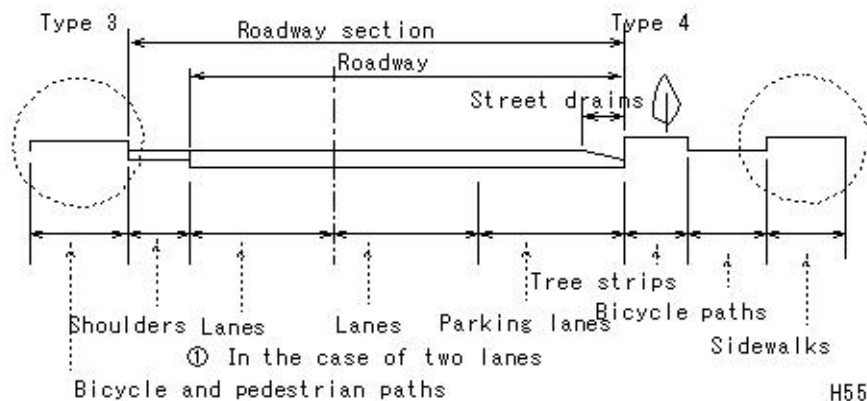 Type 3
Roadway section
Type 4
Roadway
Street drains
Tree strips
Shoulders
Lanes
Lanes
Parking lanes
Bicycle paths
Sidewalks
① In the case of two lanes
Bicycle and pedestrian paths
H55